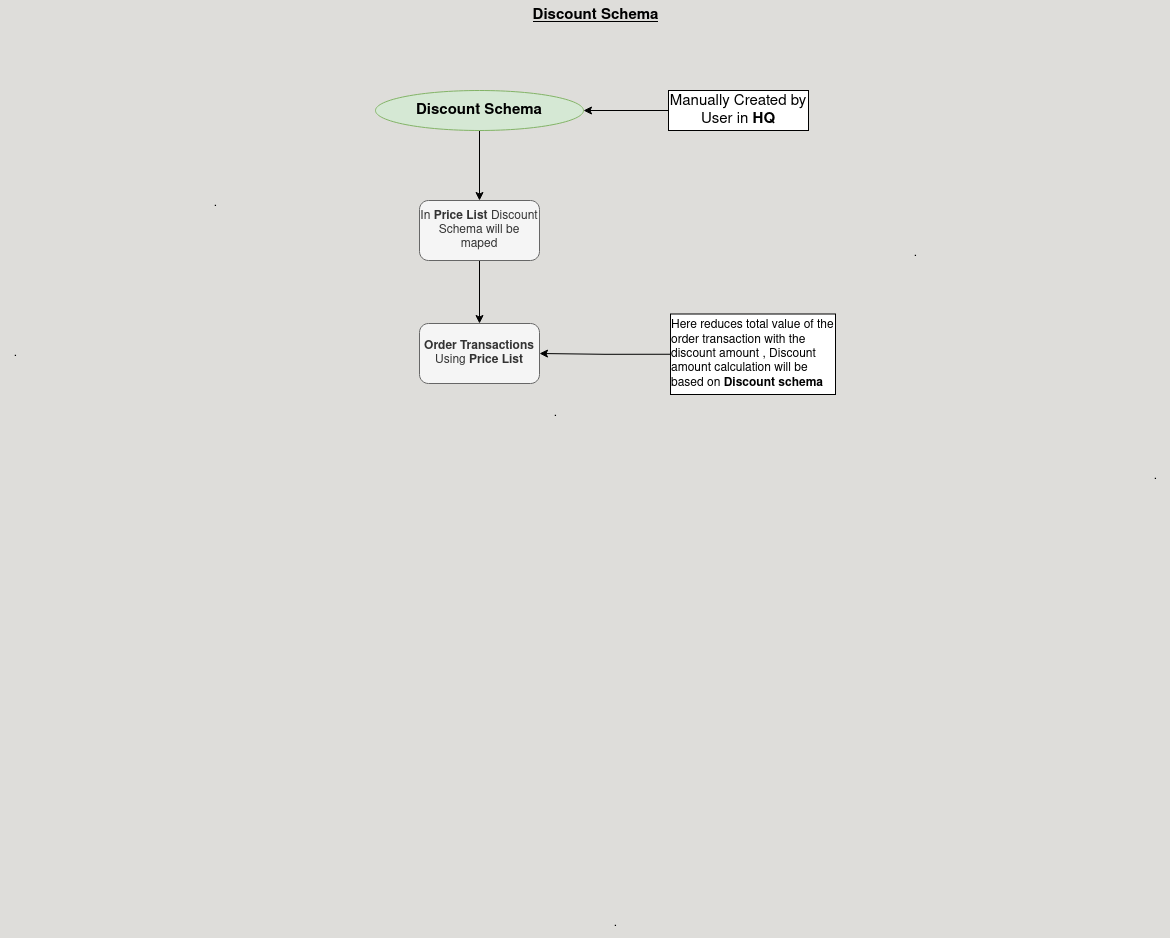 Discount Schema
Discount Schema
Manually Created by
User in HQ
In Price List Discount
Schema will be
maped
Order Transactions
Using Price List
Here reduces total value of the
order transaction with the
discount amount , Discount
amount calculation will be
based on Discount schema